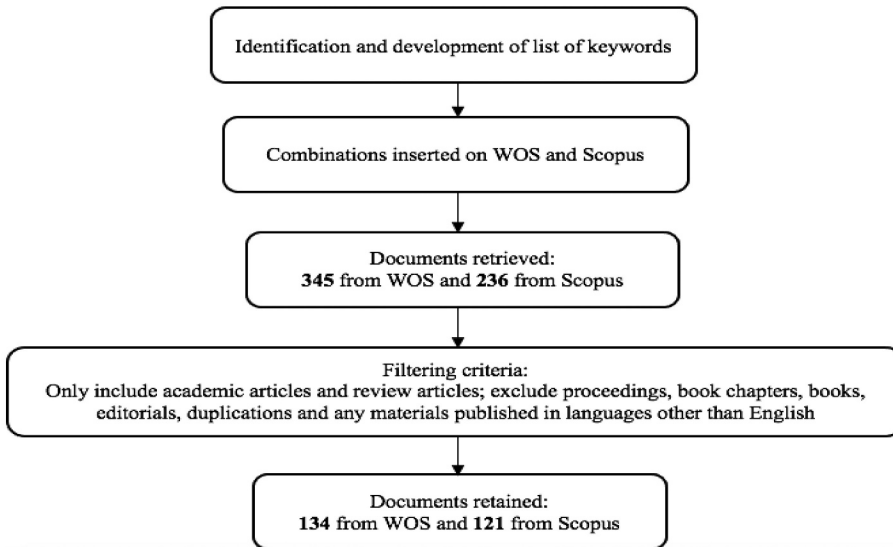 Identification and development of list of keywords
Combinations inserted on WOS and Scopus
Documents retrieved:
345 from WOS and 236 from Scopus
Filtering criteria:
Only include academic articles and review articles; exclude proceedings, book chapters, books,
editorials, duplications and any materials published in languages other than English
Documents retained:
134 from WOS and 121 from Scopus